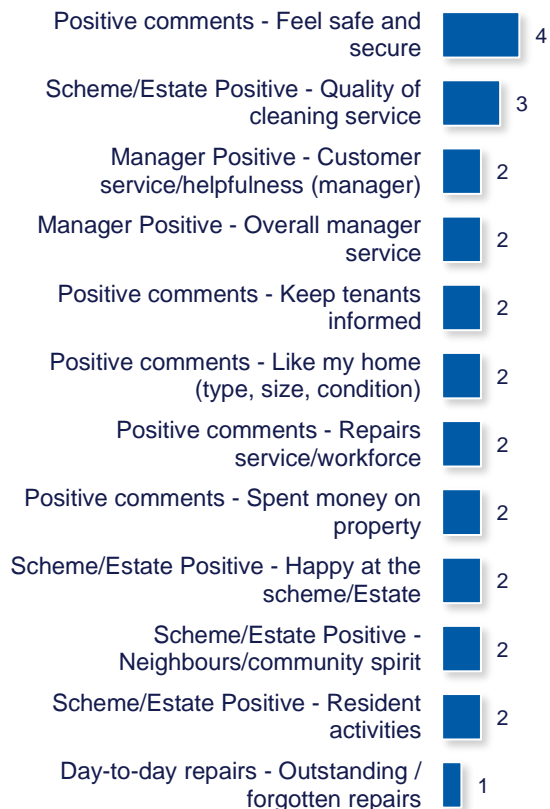 Positive comments - Feel safe and
secure
4
Scheme/Estate Positive - Quality of
cleaning service
3
Manager Positive - Customer
service/helpfulness (manager)
2
Manager Positive - Overall manager
service
2
Positive comments - Keep tenants
informed
2
Positive comments - Like my home
(type, size, condition)
2
Positive comments - Repairs
service/workforce
2
Positive comments - Spent money on
property
2
Scheme/Estate Positive - Happy at the
scheme/Estate
2
Scheme/Estate Positive -
Neighbours/community spirit
2
Scheme/Estate Positive - Resident
activities
2
Day-to-day repairs - Outstanding /
forgotten repairs
1